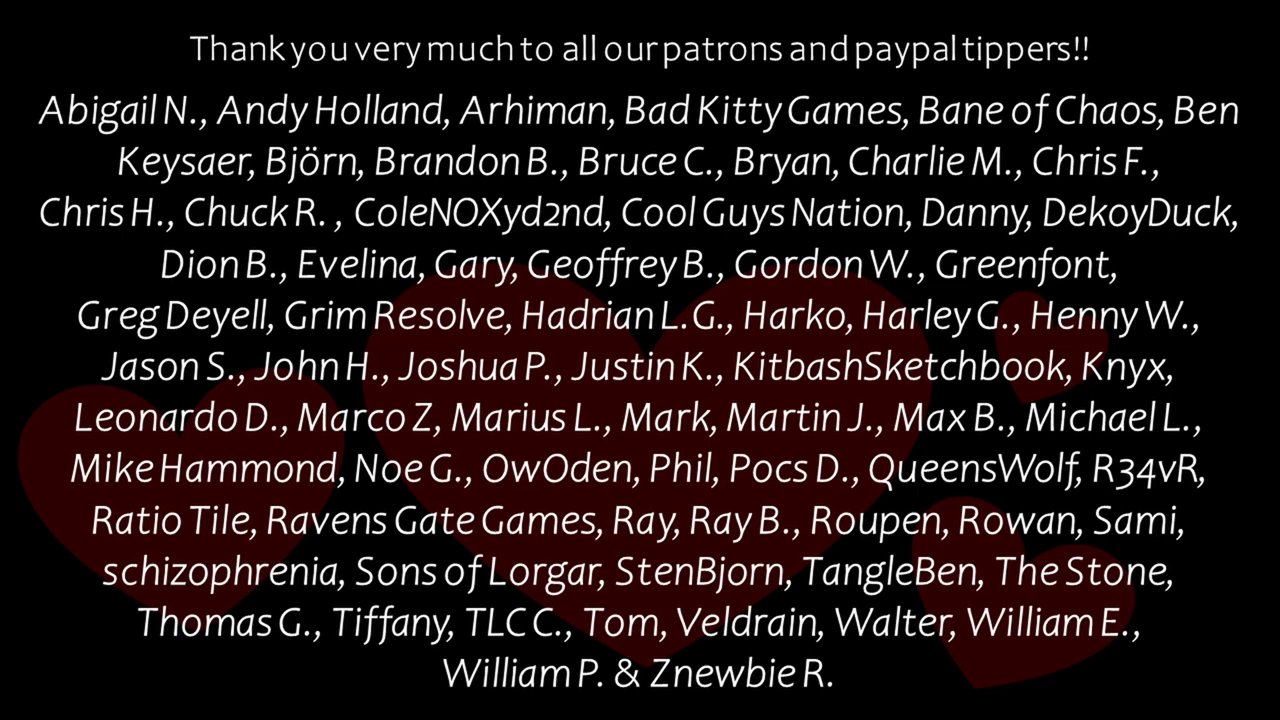 Thank you very much to all our patrons and paypal tippers!!
Abigail N., Andy Holland, Arhiman, Bad Kitty Games, Bane of Chaos, Ben
Keysaer, Björn, Brandon B., Bruce C., Bryan, Charlie M., Chris F.,
Chris H., Chuck R. , ColeNOXyd2nd, Cool Guys Nation, Danny, DekoyDuck,
Dion B., Evelina, Gary, Geoffrey B., Gordon W., Greenfont,
Greg Deyell, Grim Resolve, Hadrian L.G., Harko, Harley G., Henny W.,
Jason S., John H., Joshua P., Justin K., KitbashSketchbook, Knyx,
Leonardo D., Marco Z, Marius L., Mark, Martin J., Max B., Michael L.,
Mike Hammond, Noe G., OwOden, Phil, Pocs D., QueensWolf, R34vR,
Ratio Tile, Ravens Gate Games, Ray, Ray B., Roupen, Rowan, Sami,
schizophrenia, Sons of Lorgar, StenBjorn, TangleBen, The Stone,
Thomas G., Tiffany, TLC C., Tom, Veldrain, Walter, William E.,
William P. & Znewbie R.